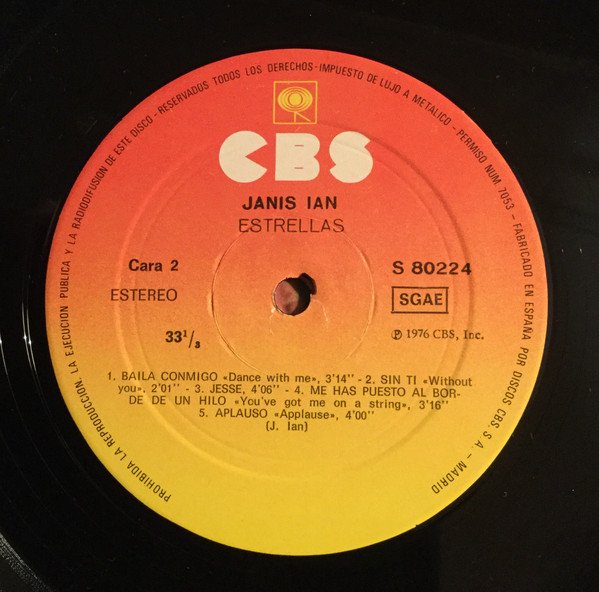 PROHIBIDA LA REPRODUCCION, LA EJECUCION PUBLICA Y LA RADIODIFUSION DE ESTE DISCO - RESERVADOS TODOS LOS DERECHOS - IMPUESTO DE LUJO A METALICO - PERMISO NUM. 7053 - FABRICADO EN ESPAÑA POR DISCOS CBS, S. A. - MADRID
CBS
JANIS IAN
ESTRELLAS
Cara 2
S 80224
ESTEREO
SGAE
33 1/3
℗ 1976 CBS, Inc.
1. BAILA CONMIGO «Dance with me», 3'14'' - 2. SIN TI «Without
you», 2'01'' - 3. JESSE, 4'06'' - 4. ME HAS PUESTO AL BOR-
DE DE UN HILO «You've got me on a string», 3'16''
5. APLAUSO «Applause», 4'00''
(J. Ian)